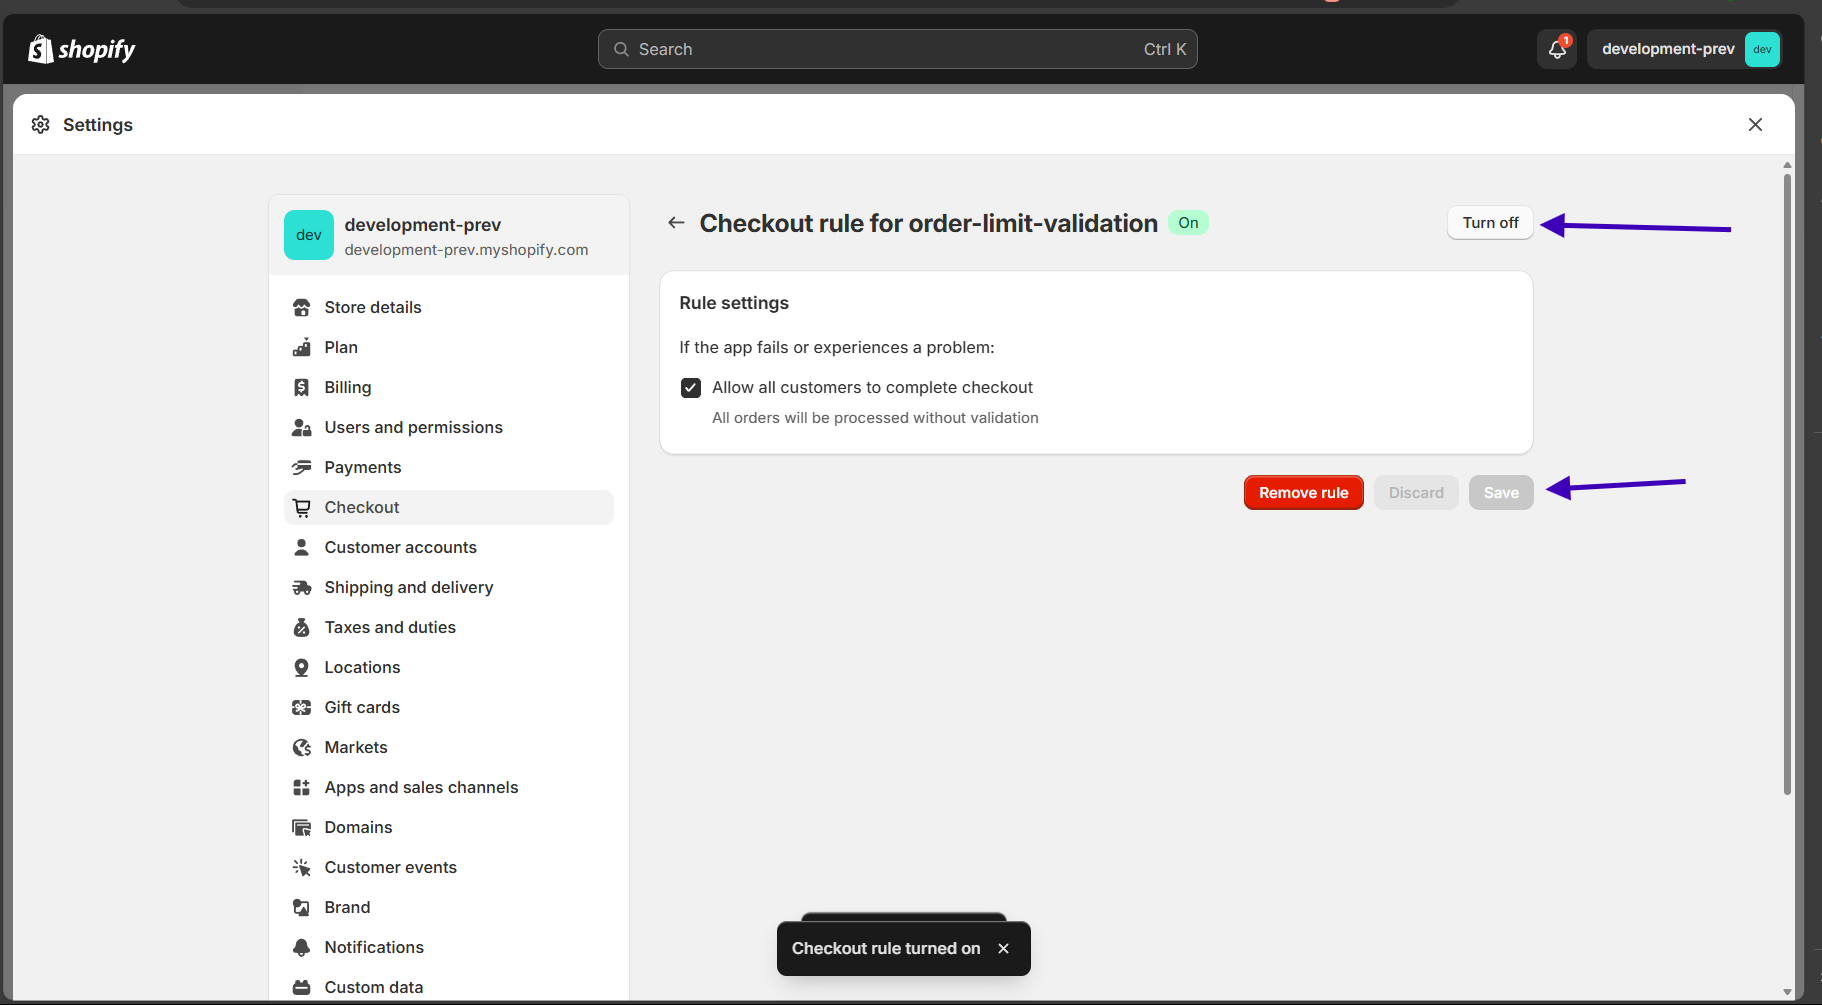 shopify
Search
Ctrl K
1
development-prev
dev
Settings
dev
development-prev
development-prev.myshopify.com
Store details
Plan
Billing
Users and permissions
Payments
Checkout
Customer accounts
Shipping and delivery
Taxes and duties
Locations
Gift cards
Markets
Apps and sales channels
Domains
Customer events
Brand
Notifications
Custom data
Checkout rule for order-limit-validation
On
Turn off
Rule settings
If the app fails or experiences a problem:
Allow all customers to complete checkout
All orders will be processed without validation
Remove rule
Discard
Save
Checkout rule turned on